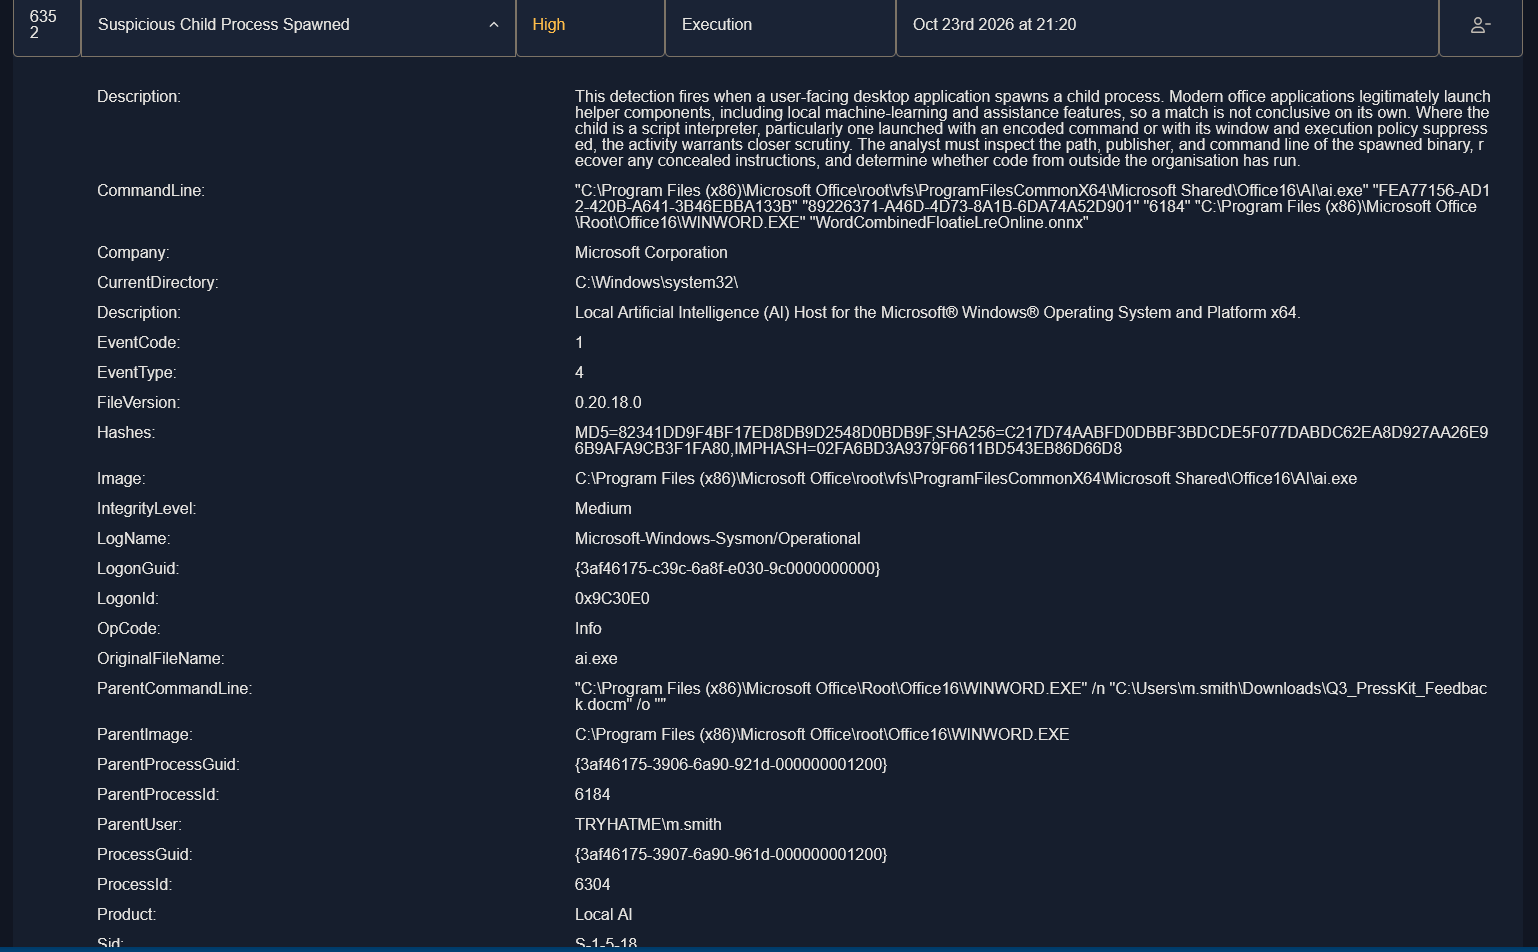 635
2
Suspicious Child Process Spawned
High
Execution
Oct 23rd 2026 at 21:20
Description:
This detection fires when a user-facing desktop application spawns a child process. Modern office applications legitimately launch
helper components, including local machine-learning and assistance features, so a match is not conclusive on its own. Where the
child is a script interpreter, particularly one launched with an encoded command or with its window and execution policy suppress
ed, the activity warrants closer scrutiny. The analyst must inspect the path, publisher, and command line of the spawned binary, r
ecover any concealed instructions, and determine whether code from outside the organisation has run.
CommandLine:
"C:\Program Files (x86)\Microsoft Office\root\vfs\ProgramFilesCommonX64\Microsoft Shared\Office16\AI\ai.exe" "FEA77156-AD1
2-420B-A641-3B46EBBA133B" "89226371-A46D-4D73-8A1B-6DA74A52D901" "6184" "C:\Program Files (x86)\Microsoft Office
\Root\Office16\WINWORD.EXE" "WordCombinedFloatieLreOnline.onnx"
Company:
Microsoft Corporation
CurrentDirectory:
C:\Windows\system32\
Description:
Local Artificial Intelligence (AI) Host for the Microsoft® Windows® Operating System and Platform x64.
EventCode:
1
EventType:
4
FileVersion:
0.20.18.0
Hashes:
MD5=82341DD9F4BF17ED8DB9D2548D0BDB9F,SHA256=C217D74AABFD0DBBF3BDCDE5F077DABDC62EA8D927AA26E9
6B9AFA9CB3F1FA80,IMPHASH=02FA6BD3A9379F6611BD543EB86D66D8
Image:
C:\Program Files (x86)\Microsoft Office\root\vfs\ProgramFilesCommonX64\Microsoft Shared\Office16\AI\ai.exe
IntegrityLevel:
Medium
LogName:
Microsoft-Windows-Sysmon/Operational
LogonGuid:
{3af46175-c39c-6a8f-e030-9c0000000000}
LogonId:
0x9C30E0
OpCode:
Info
OriginalFileName:
ai.exe
ParentCommandLine:
"C:\Program Files (x86)\Microsoft Office\Root\Office16\WINWORD.EXE" /n "C:\Users\m.smith\Downloads\Q3_PressKit_Feedbac
k.docm" /o ""
ParentImage:
C:\Program Files (x86)\Microsoft Office\root\Office16\WINWORD.EXE
ParentProcessGuid:
{3af46175-3906-6a90-921d-000000001200}
ParentProcessId:
6184
ParentUser:
TRYHATME\m.smith
ProcessGuid:
{3af46175-3907-6a90-961d-000000001200}
ProcessId:
6304
Product:
Local AI
Sid:
S-1-5-18